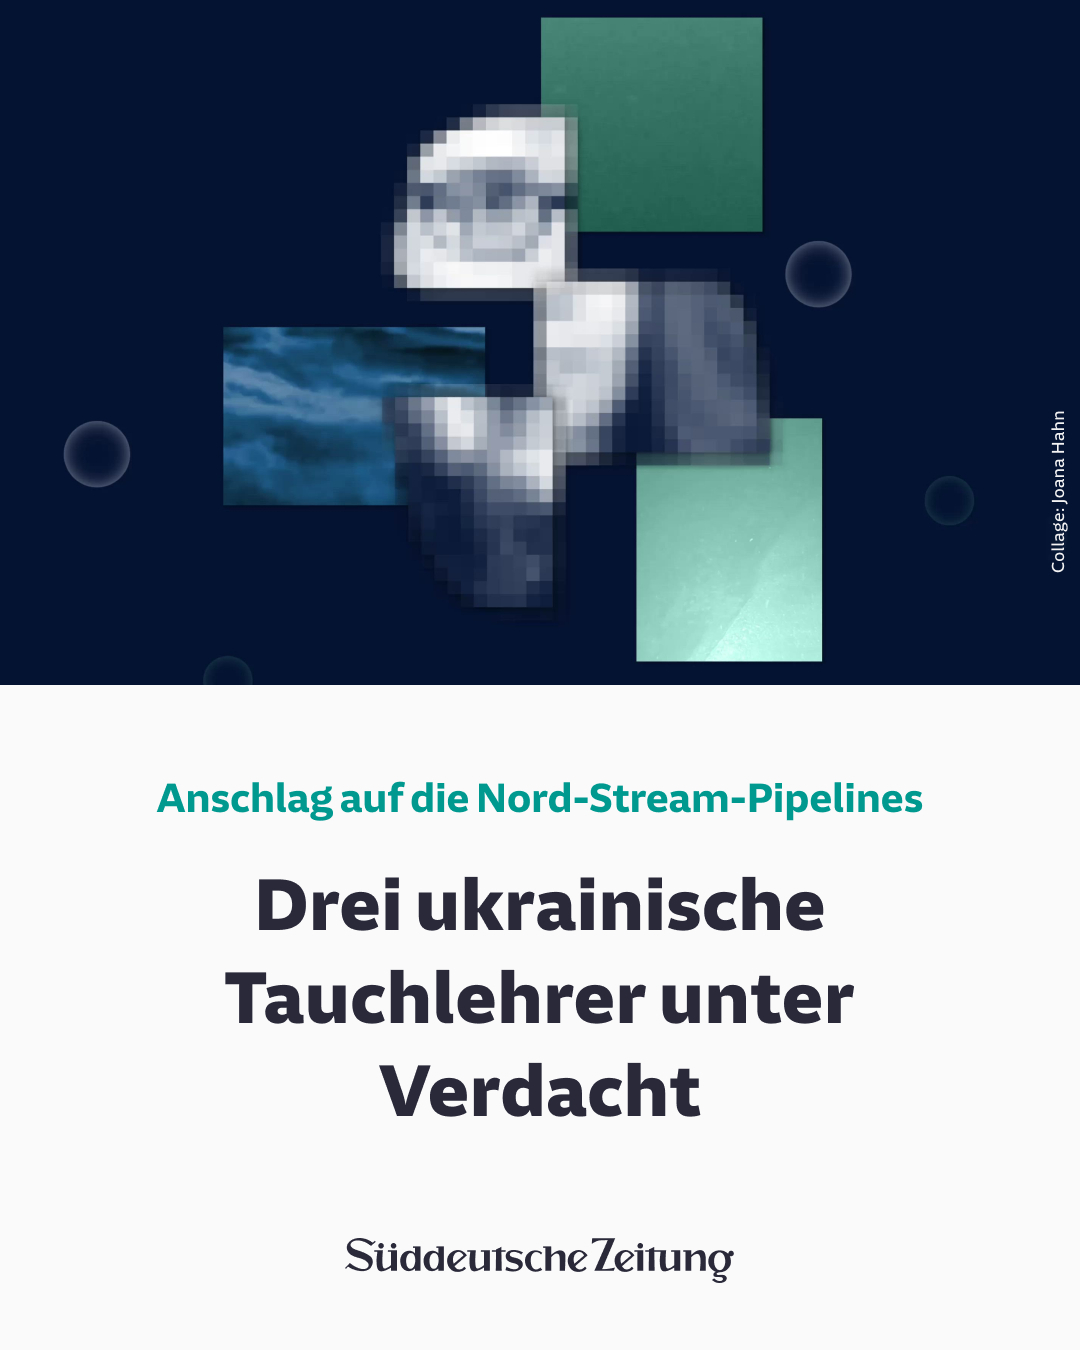 Collage: Joana Hahn
Anschlag auf die Nord-Stream-Pipelines
Drei ukrainische
Tauchlehrer unter
Verdacht
Süddeutsche Zeitung